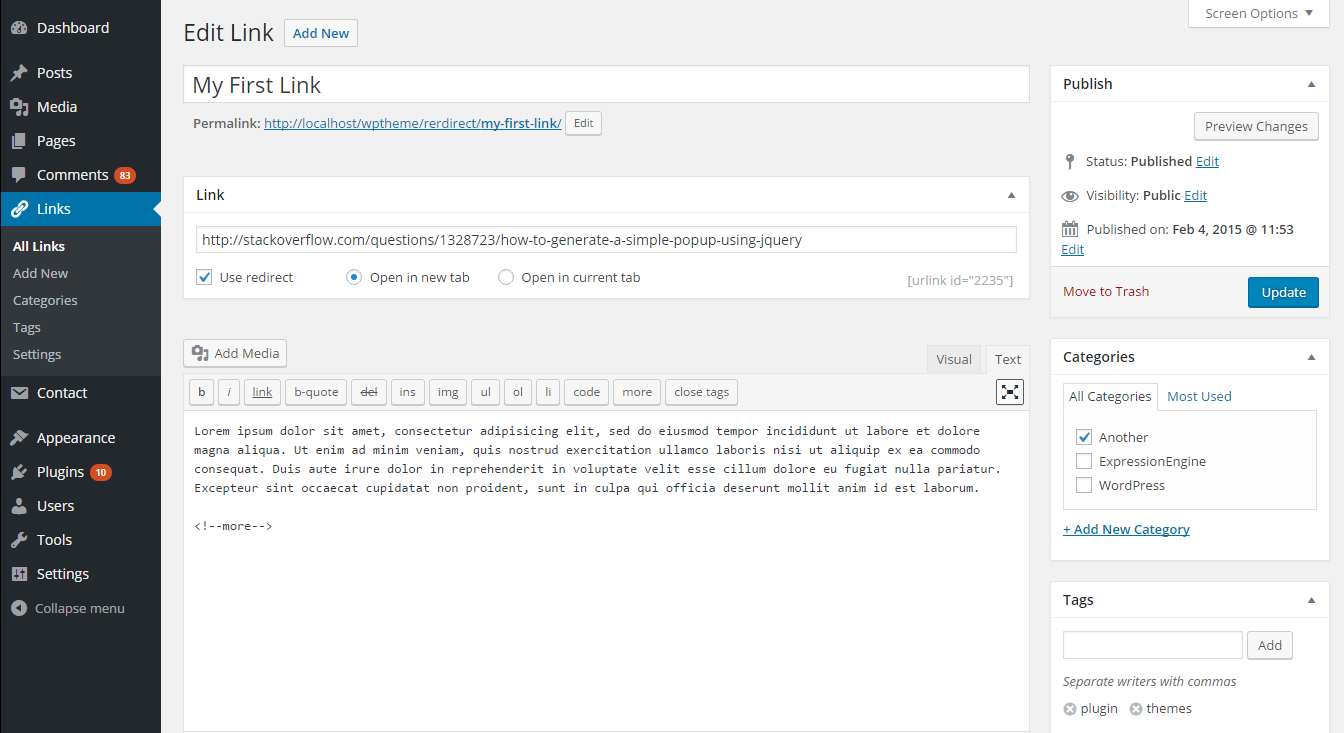 Dashboard
Posts
Media
Pages
Comments 83
Links
All Links
Add New
Categories
Tags
Settings
Contact
Appearance
Plugins 10
Users
Tools
Settings
Collapse menu
Screen Options
Edit Link Add New
My First Link
Permalink: http://localhost/wptheme/rerdirect/my-first-link/ Edit
Link
http://stackoverflow.com/questions/1328723/how-to-generate-a-simple-popup-using-jquery
Use redirect Open in new tab Open in current tab [urlink id="2235"]
Add Media Visual Text
b i link b-quote del ins img ul ol li code more close tags
Lorem ipsum dolor sit amet, consectetur adipisicing elit, sed do eiusmod tempor incididunt ut labore et dolore
magna aliqua. Ut enim ad minim veniam, quis nostrud exercitation ullamco laboris nisi ut aliquip ex ea commodo
consequat. Duis aute irure dolor in reprehenderit in voluptate velit esse cillum dolore eu fugiat nulla pariatur.
Excepteur sint occaecat cupidatat non proident, sunt in culpa qui officia deserunt mollit anim id est laborum.
<!--more-->
Publish
Preview Changes
Status: Published Edit
Visibility: Public Edit
Published on: Feb 4, 2015 @ 11:53
Edit
Move to Trash Update
Categories
All Categories Most Used
Another
ExpressionEngine
WordPress
+ Add New Category
Tags
Add
Separate writers with commas
plugin themes